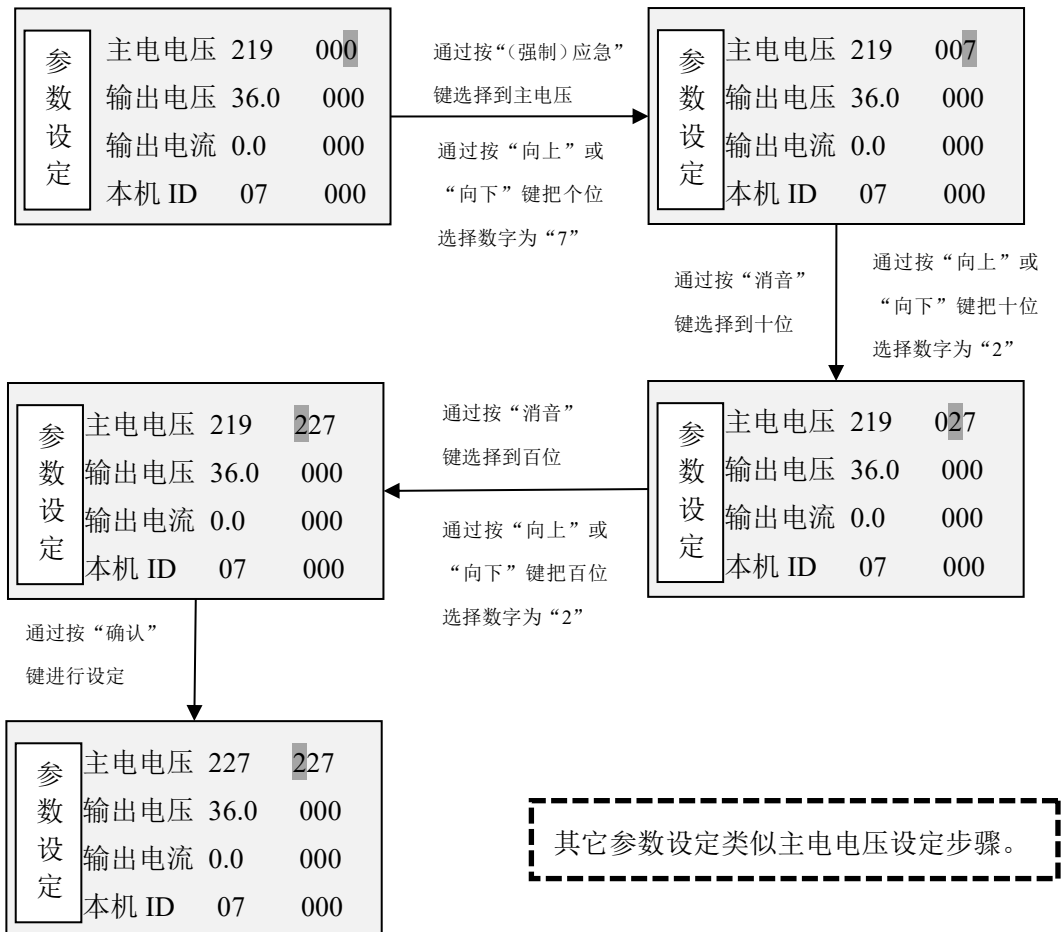 参数设定
主电电压 219 000
输出电压 36.0 000
输出电流 0.0 000
本机 ID 07 000
通过按“(强制)应急”
键选择到主电压
通过按“向上”或
“向下”键把个位
选择数字为“7”
参数设定
主电电压 219 007
输出电压 36.0 000
输出电流 0.0 000
本机 ID 07 000
通过按“消音”
键选择到十位
通过按“向上”或
“向下”键把十位
选择数字为“2”
参数设定
主电电压 219 027
输出电压 36.0 000
输出电流 0.0 000
本机 ID 07 000
通过按“消音”
键选择到百位
通过按“向上”或
“向下”键把百位
选择数字为“2”
参数设定
主电电压 219 227
输出电压 36.0 000
输出电流 0.0 000
本机 ID 07 000
通过按“确认”
键进行设定
参数设定
主电电压 227 227
输出电压 36.0 000
输出电流 0.0 000
本机 ID 07 000
其它参数设定类似主电电压设定步骤。